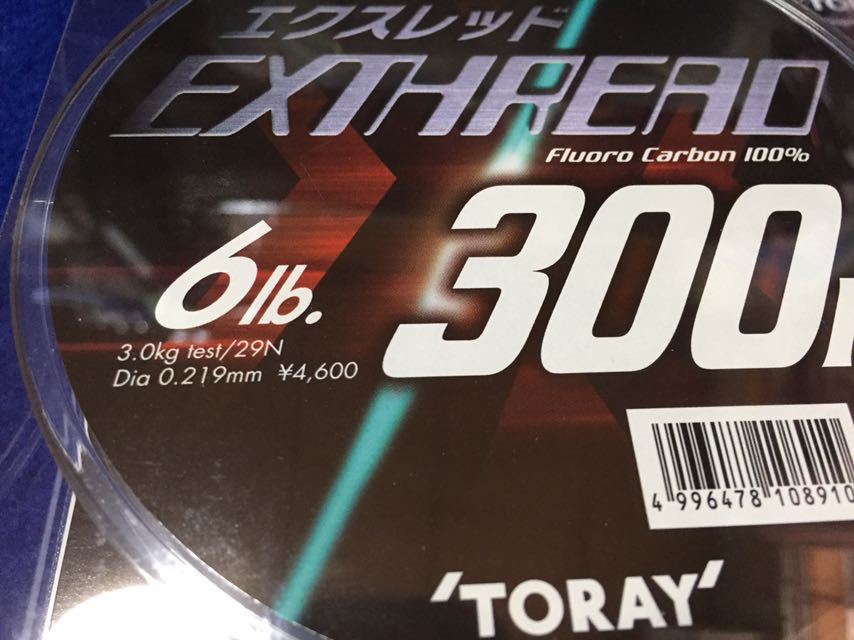 エクスレッド
EXTHREAD
Fluoro Carbon 100%
300
6lb.
3.0kg test/29N
Dia 0.219mm ¥4,600
4 996478 108910
'TORAY'